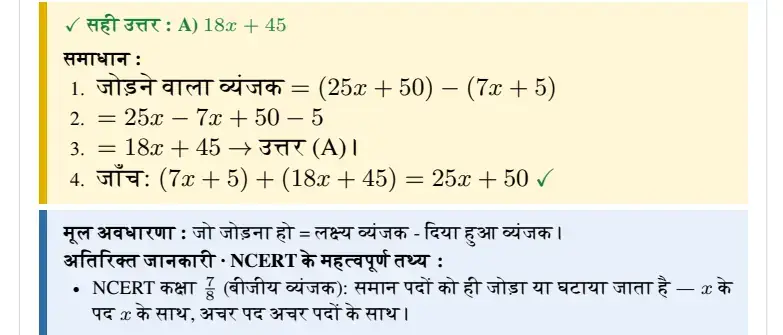 ✓ सही उत्तर : A) 18x + 45
समाधान :
1. जोड़ने वाला व्यंजक = (25x + 50) − (7x + 5)
2. = 25x − 7x + 50 − 5
3. = 18x + 45 → उत्तर (A)।
4. जाँच: (7x + 5) + (18x + 45) = 25x + 50 ✓
मूल अवधारणा : जो जोड़ना हो = लक्ष्य व्यंजक - दिया हुआ व्यंजक।
अतिरिक्त जानकारी · NCERT के महत्वपूर्ण तथ्य :
• NCERT कक्षा 7/8 (बीजीय व्यंजक): समान पदों को ही जोड़ा या घटाया जाता है — x के
पद x के साथ, अचर पद अचर पदों के साथ।